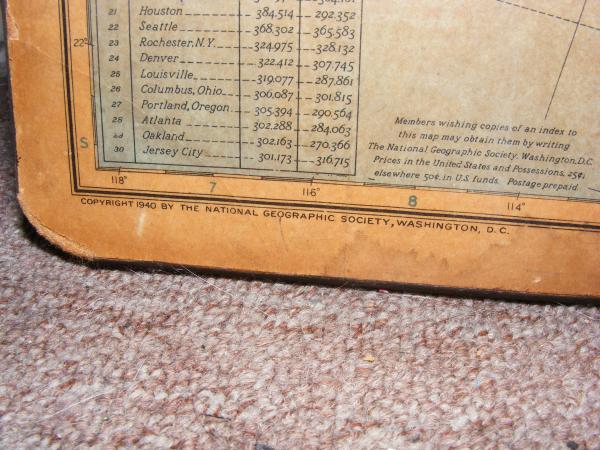 21 Houston 384,514 292,352
22 Seattle 368,302 365,583
23 Rochester, N.Y. 324,975 328,132
24 Denver 322,412 307,745
25 Louisville 319,077 287,861
26 Columbus, Ohio 306,087 301,815
27 Portland, Oregon 305,394 290,564
28 Atlanta 302,288 284,063
29 Oakland 302,163 270,366
30 Jersey City 301,173 316,715
22°
S
Members wishing copies of an index to
this map may obtain them by writing
The National Geographic Society, Washington, D.C.
Prices in the United States and Possessions, 25¢;
elsewhere 50¢, in U.S. funds. Postage prepaid
118° 7 116° 8 114°
COPYRIGHT 1940 BY THE NATIONAL GEOGRAPHIC SOCIETY, WASHINGTON, D. C.